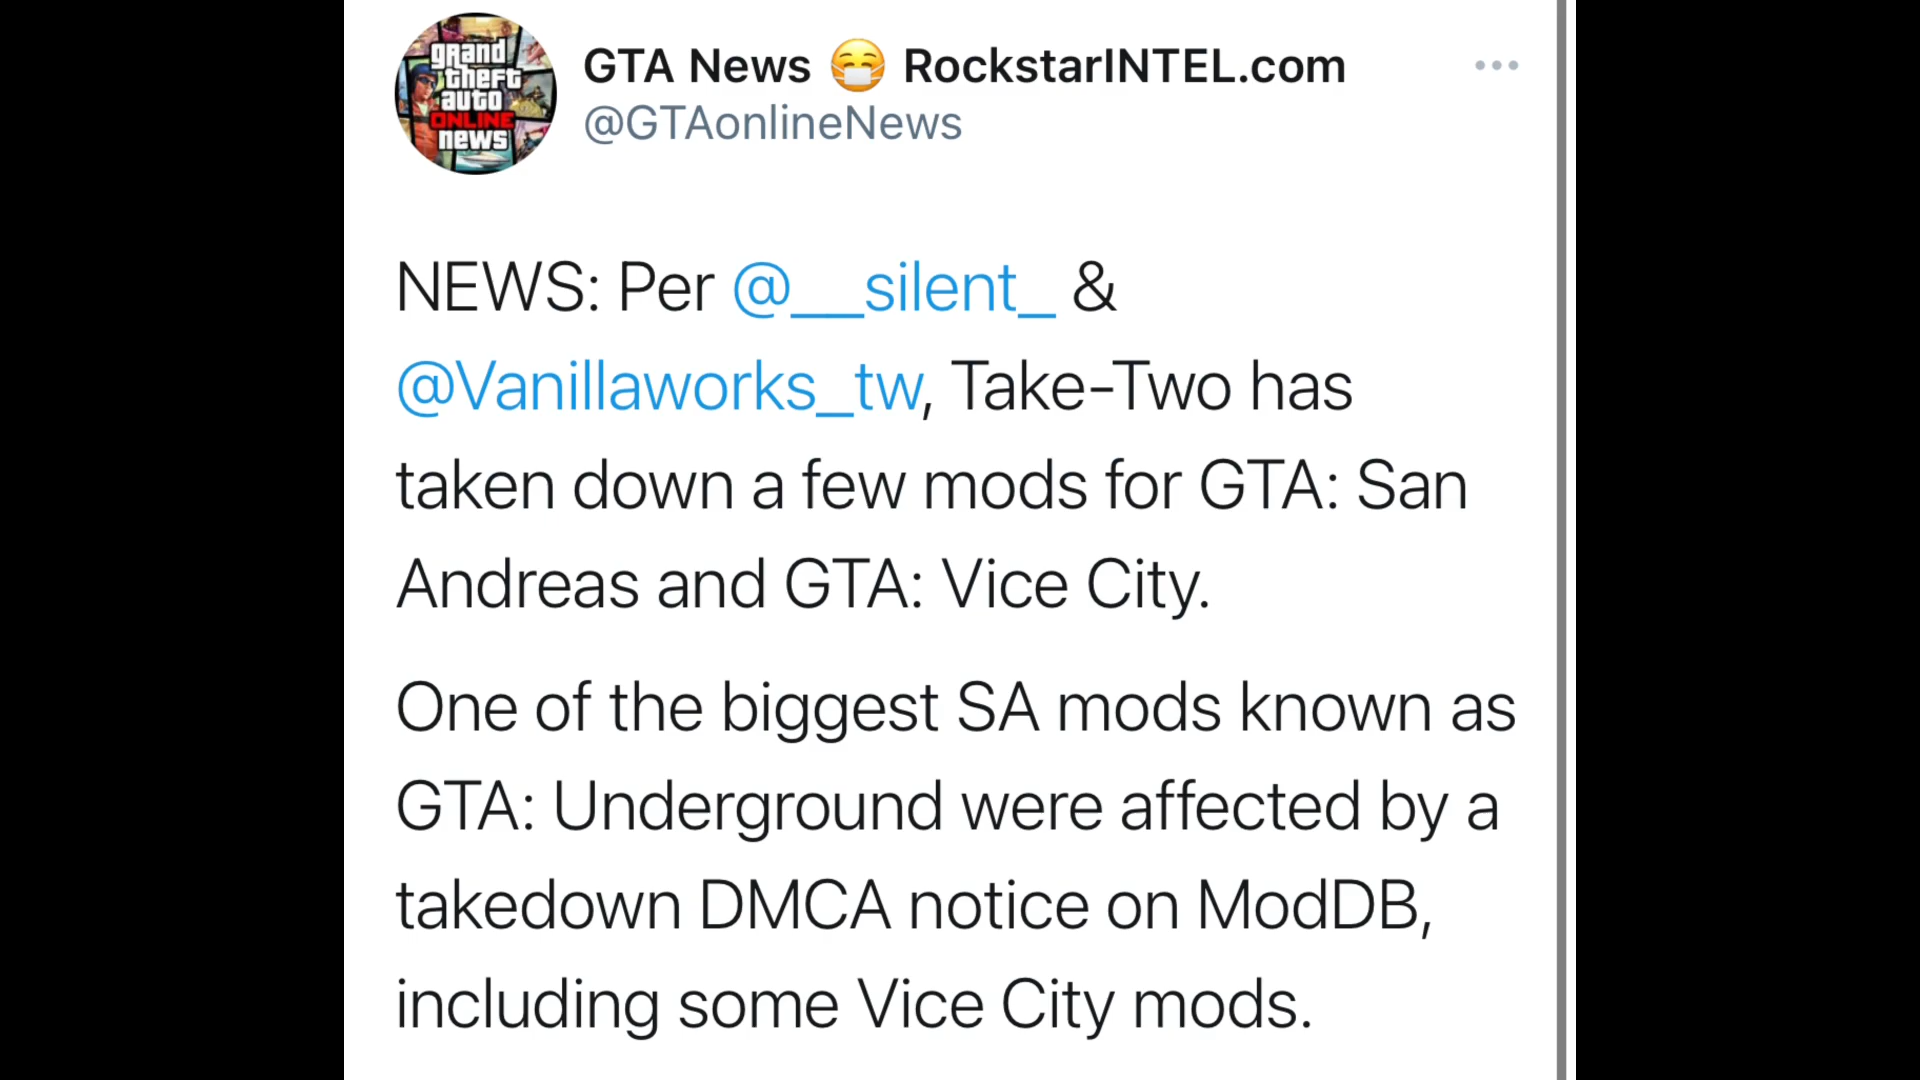 grand
theft
auto
ONLINE
news
GTA News 😷 RockstarINTEL.com
@GTAonlineNews
NEWS: Per @__silent_ &
@Vanillaworks_tw, Take-Two has
taken down a few mods for GTA: San
Andreas and GTA: Vice City.
One of the biggest SA mods known as
GTA: Underground were affected by a
takedown DMCA notice on ModDB,
including some Vice City mods.